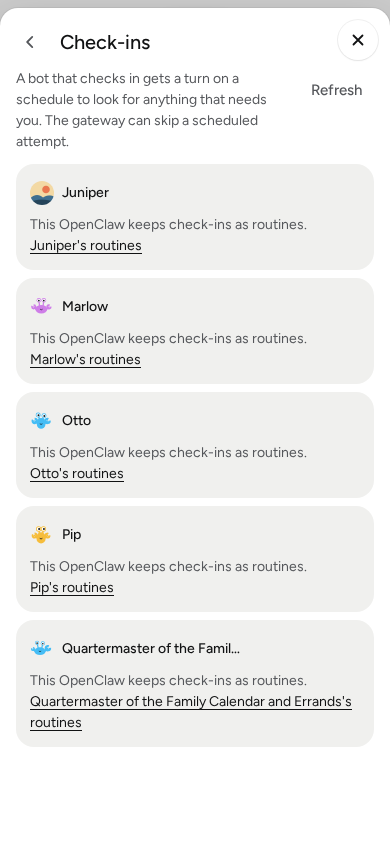 Check-ins
A bot that checks in gets a turn on a
schedule to look for anything that needs
you. The gateway can skip a scheduled
attempt.
Refresh
Juniper
This OpenClaw keeps check-ins as routines.
Juniper's routines
Marlow
This OpenClaw keeps check-ins as routines.
Marlow's routines
Otto
This OpenClaw keeps check-ins as routines.
Otto's routines
Pip
This OpenClaw keeps check-ins as routines.
Pip's routines
Quartermaster of the Famil...
This OpenClaw keeps check-ins as routines.
Quartermaster of the Family Calendar and Errands's
routines